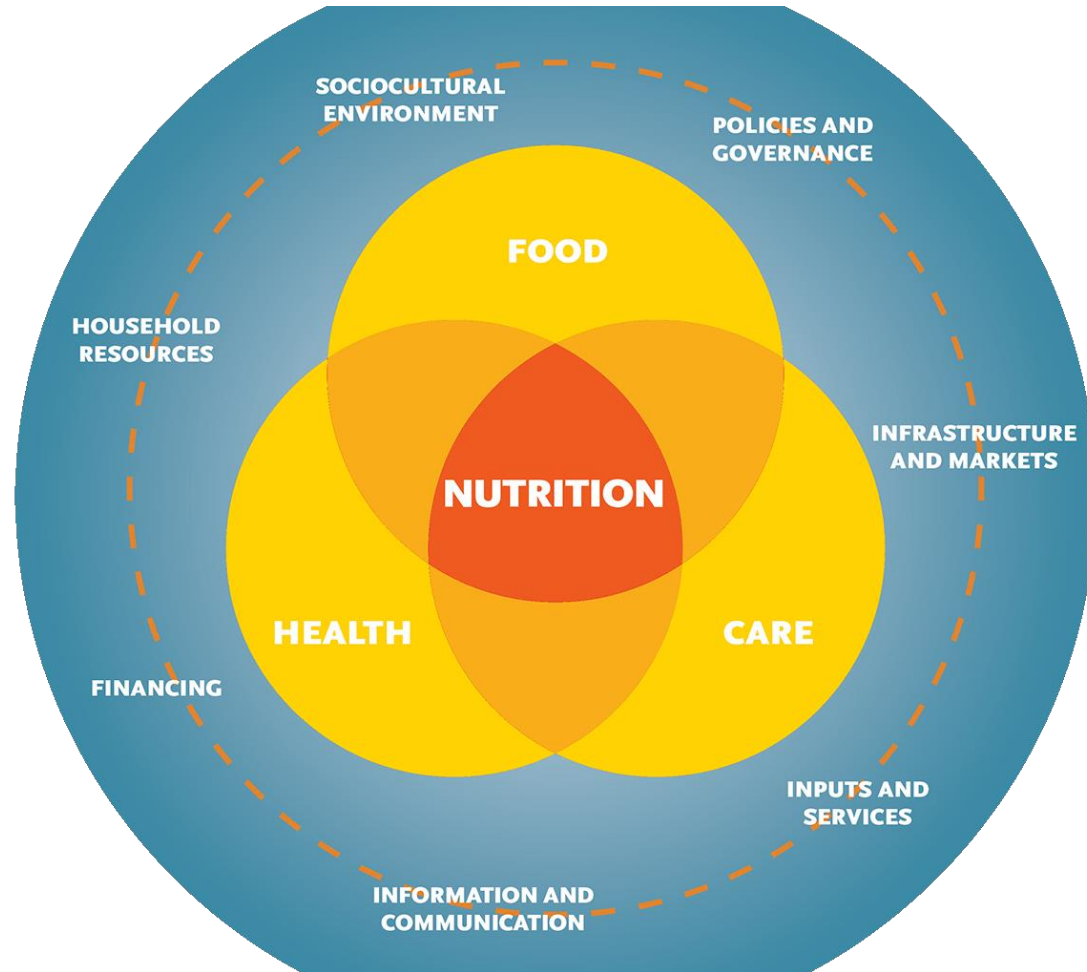 SOCIOCULTURAL
ENVIRONMENT
POLICIES AND
GOVERNANCE
FOOD
HOUSEHOLD
RESOURCES
INFRASTRUCTURE
AND MARKETS
NUTRITION
HEALTH
CARE
FINANCING
INPUTS AND
SERVICES
INFORMATION AND
COMMUNICATION